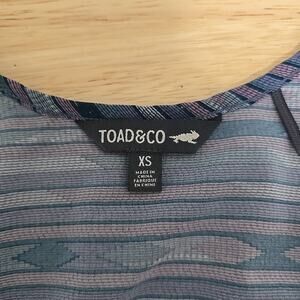 TOAD&CO
XS
MADE IN
CHINA
FABRIQUÉ
EN CHINE